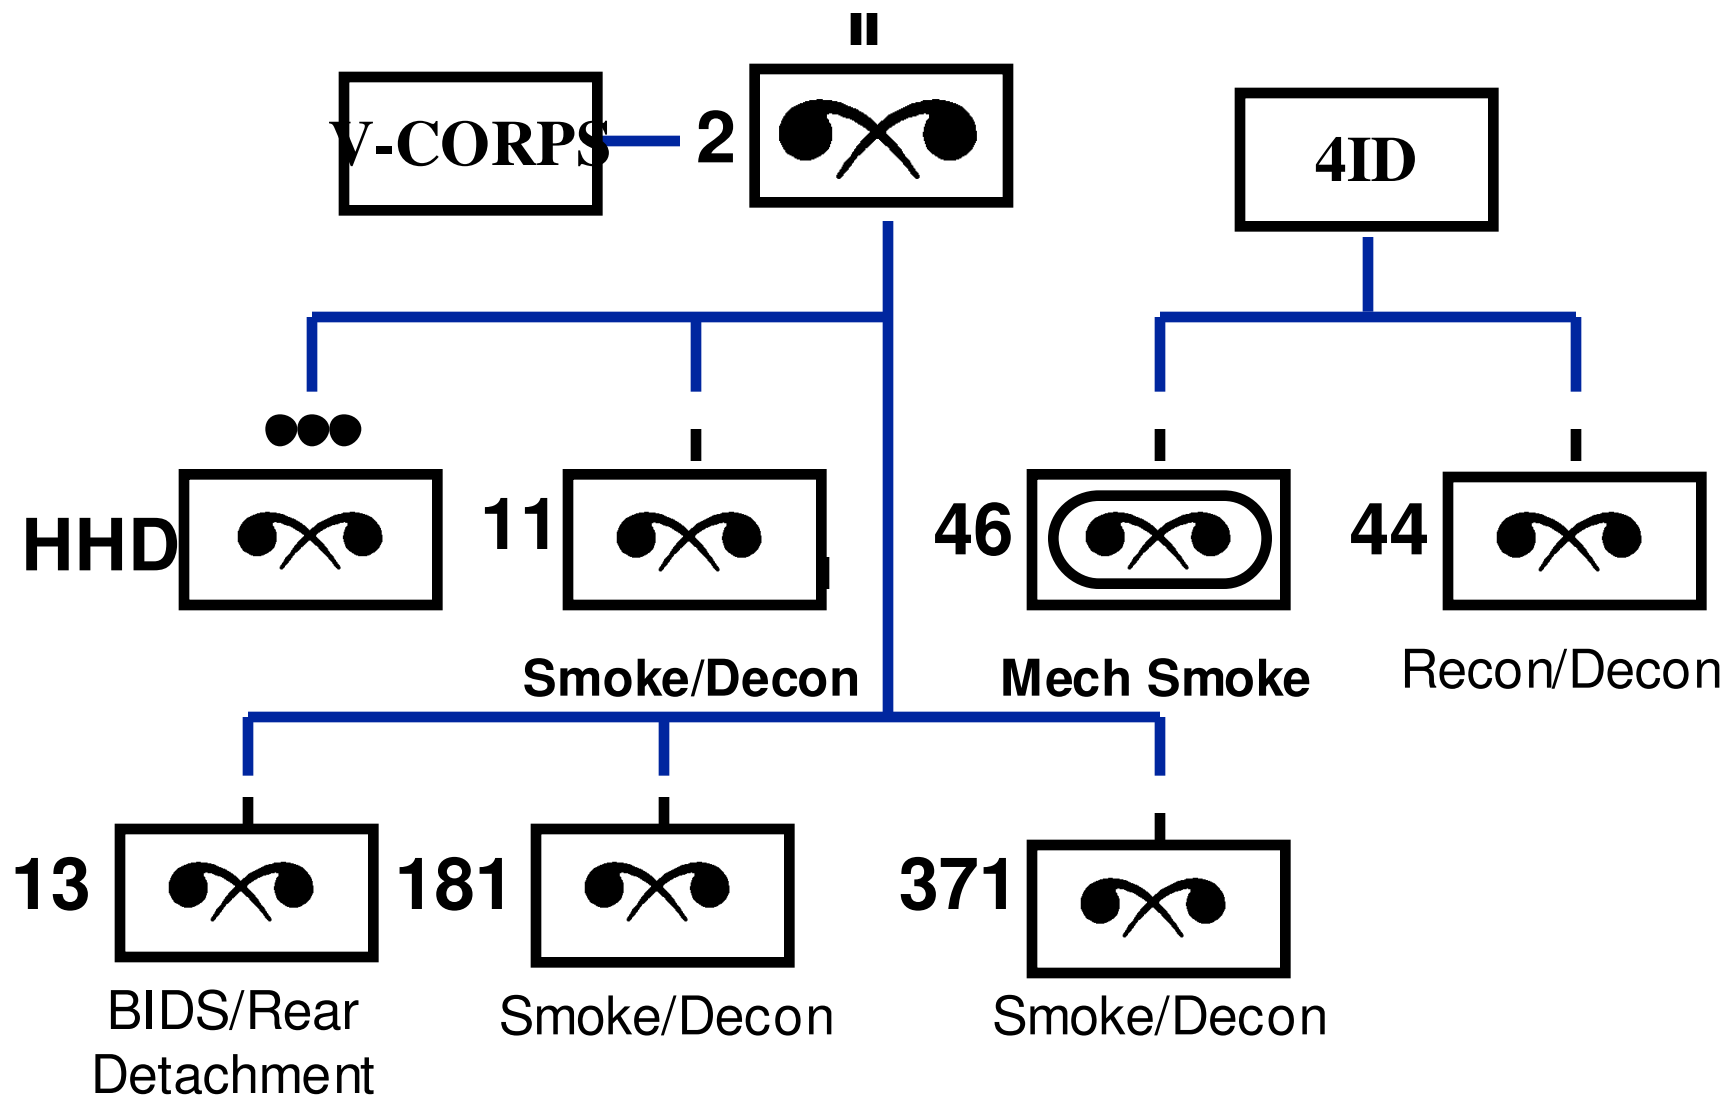 V-CORPS
2
4ID
HHD
11
46
44
Smoke/Decon
Mech Smoke
Recon/Decon
13
181
371
BIDS/Rear
Detachment
Smoke/Decon
Smoke/Decon